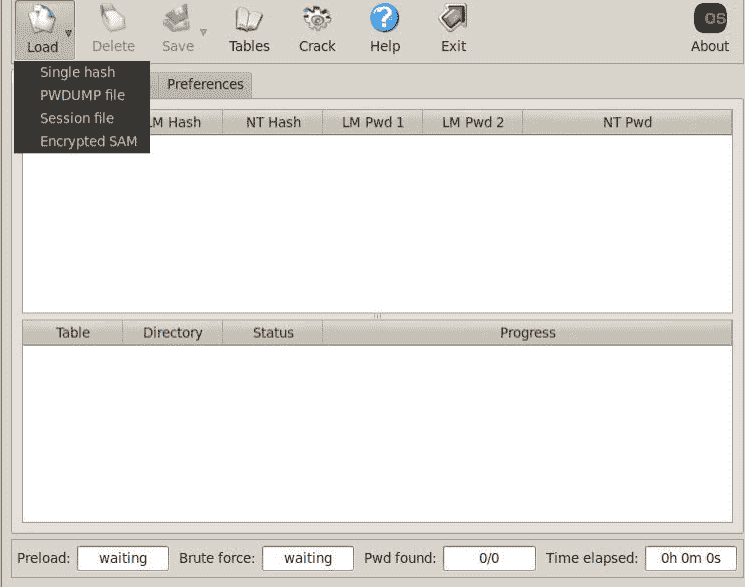 Load Delete Save Tables Crack Help Exit OS About
Single hash
PWDUMP file
Session file
Encrypted SAM
Preferences
LM Hash NT Hash LM Pwd 1 LM Pwd 2 NT Pwd
Table Directory Status Progress
Preload: waiting Brute force: waiting Pwd found: 0/0 Time elapsed: 0h 0m 0s